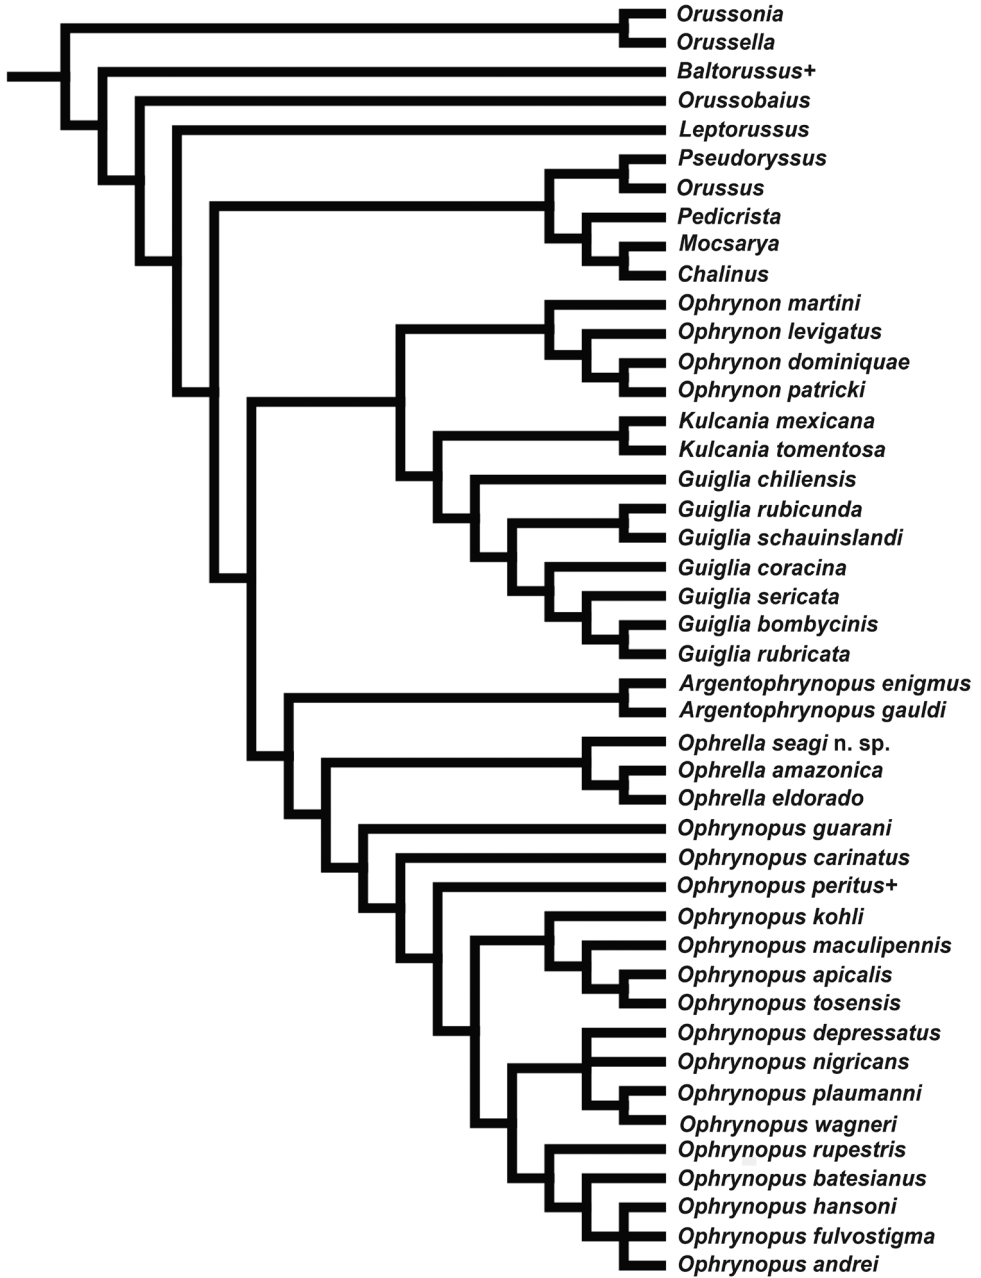 Orussonia
Orussella
Baltorussus+
Orussobaius
Leptorussus
Pseudoryssus
Orussus
Pedicrista
Mocsarya
Chalinus
Ophrynon martini
Ophrynon levigatus
Ophrynon dominiquae
Ophrynon patricki
Kulcania mexicana
Kulcania tomentosa
Guiglia chiliensis
Guiglia rubicunda
Guiglia schauinslandi
Guiglia coracina
Guiglia sericata
Guiglia bombycinis
Guiglia rubricata
Argentophrynopus enigmus
Argentophrynopus gauldi
Ophrella seagi n. sp.
Ophrella amazonica
Ophrella eldorado
Ophrynopus guarani
Ophrynopus carinatus
Ophrynopus peritus+
Ophrynopus kohli
Ophrynopus maculipennis
Ophrynopus apicalis
Ophrynopus tosensis
Ophrynopus depressatus
Ophrynopus nigricans
Ophrynopus plaumanni
Ophrynopus wagneri
Ophrynopus rupestris
Ophrynopus batesianus
Ophrynopus hansoni
Ophrynopus fulvostigma
Ophrynopus andrei